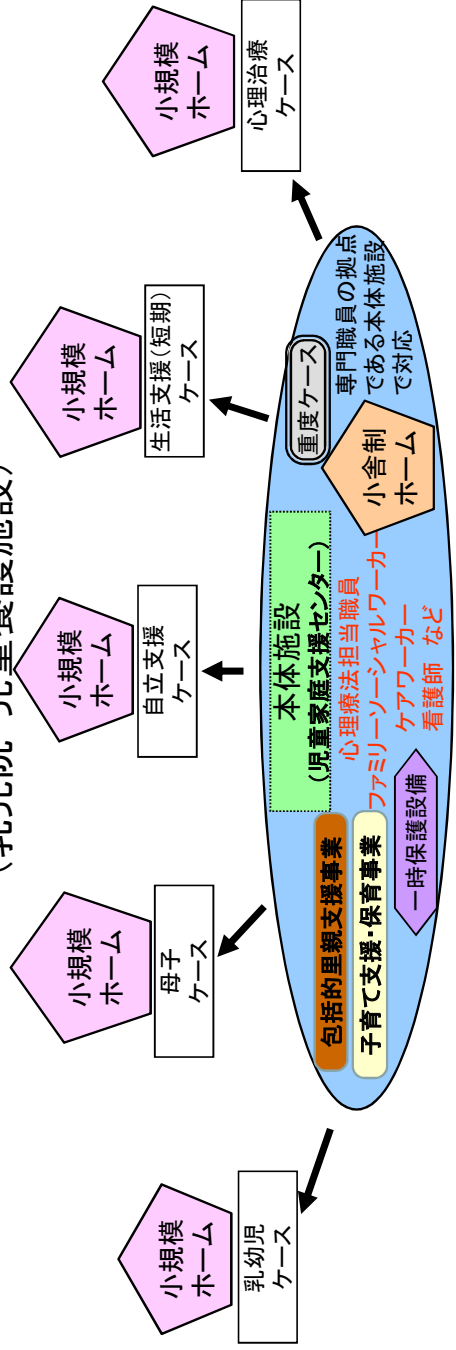 (乳児院・児童養護施設)
小規模
ホーム
乳幼児
ケース
小規模
ホーム
母子
ケース
小規模
ホーム
自立支援
ケース
小規模
ホーム
生活支援(短期)
ケース
小規模
ホーム
心理治療
ケース
包括的里親支援事業
子育て支援・保育事業
一時保護設備
本体施設
(児童家庭支援センター)
心理療法担当職員
ファミリーソーシャルワーカー
ケアワーカー
看護師 など
重度ケース
小舎制
ホーム
専門職員の拠点
である本体施設
で対応